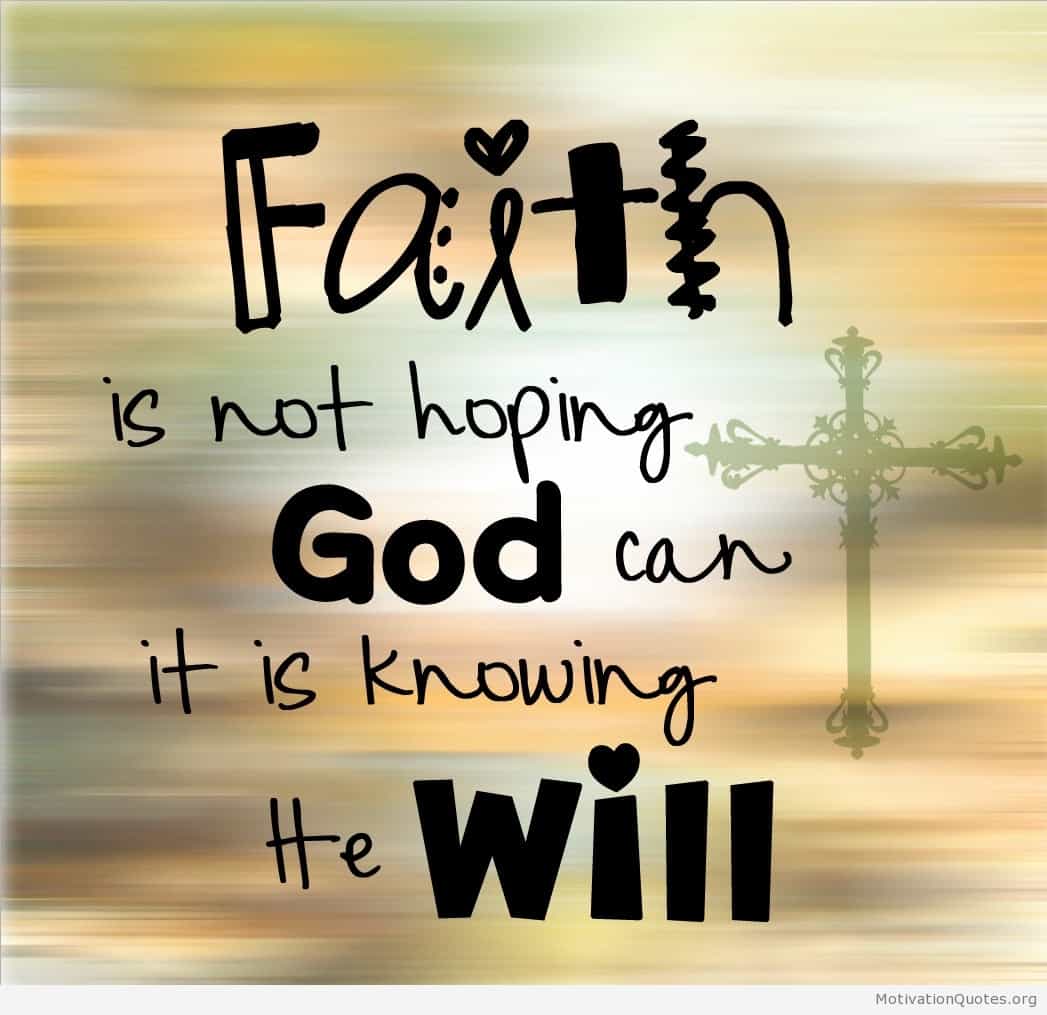 Faith
is not hoping
God can
it is knowing
He Will
MotivationQuotes.org